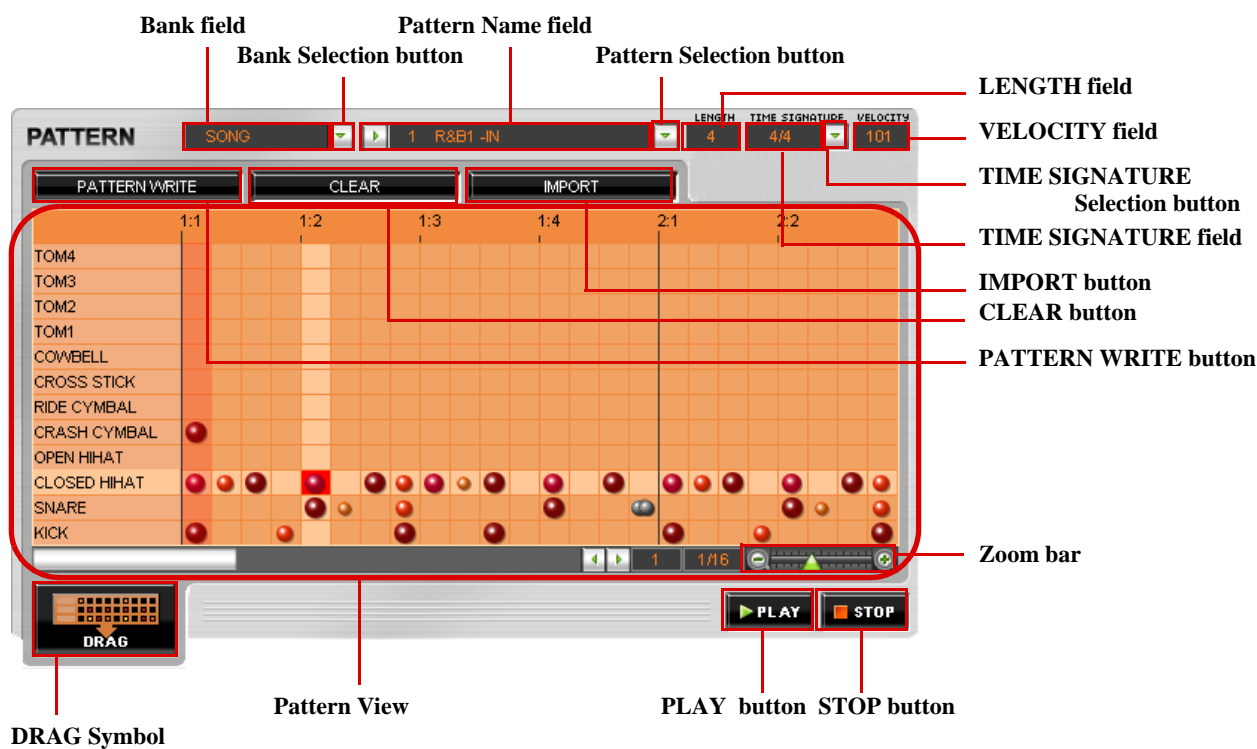 Bank field
Pattern Name field
Bank Selection button
Pattern Selection button
LENGTH field
LENGTH
TIME SIGNATURE
VELOCITY
PATTERN
SONG
1 R&B1 -IN
4
4/4
101
VELOCITY field
PATTERN WRITE
CLEAR
IMPORT
TIME SIGNATURE
Selection button
1:1
1:2
1:3
1:4
2:1
2:2
TIME SIGNATURE field
TOM4
TOM3
IMPORT button
TOM2
CLEAR button
TOM1
COWBELL
PATTERN WRITE button
CROSS STICK
RIDE CYMBAL
CRASH CYMBAL
OPEN HIHAT
CLOSED HIHAT
SNARE
KICK
1
1/16
Zoom bar
DRAG
PLAY
STOP
Pattern View
PLAY button
STOP button
DRAG Symbol